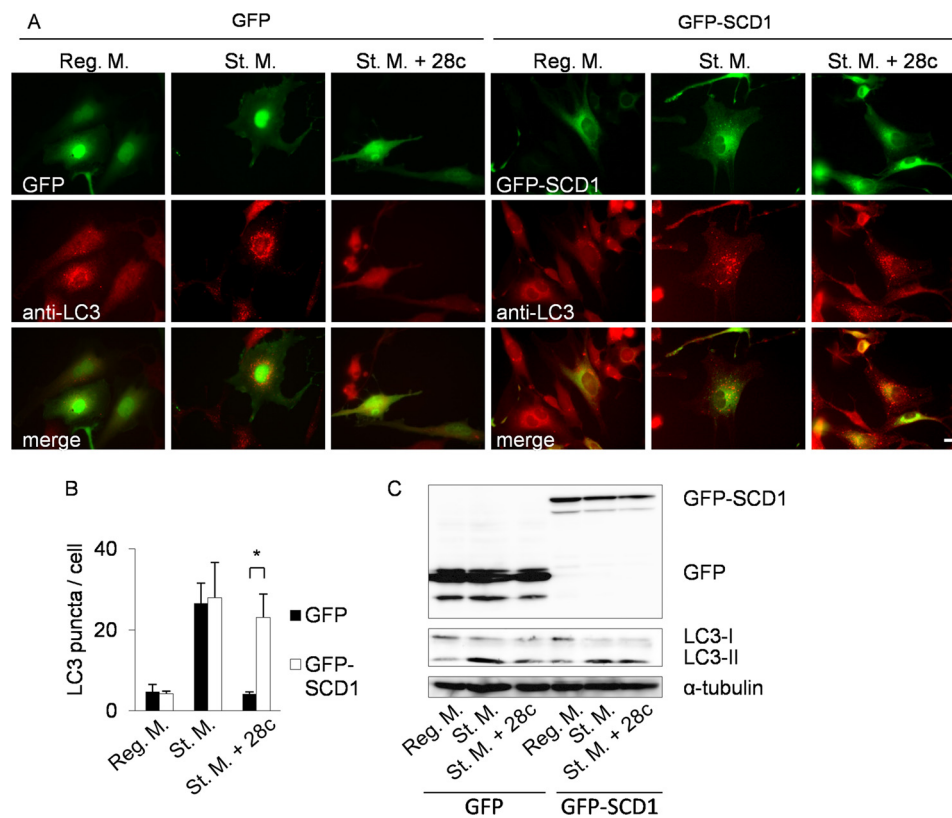 A
GFP
GFP-SCD1
Reg. M.
St. M.
St. M. + 28c
Reg. M.
St. M.
St. M. + 28c
GFP
GFP-SCD1
anti-LC3
anti-LC3
merge
merge
B
LC3 puncta / cell
40
20
0
*
Reg. M.
St. M.
St. M. + 28c
GFP
GFP-
SCD1
C
GFP-SCD1
GFP
LC3-I
LC3-II
α-tubulin
Reg. M.
St. M.
St. M. + 28c
Reg. M.
St. M.
St. M. + 28c
GFP
GFP-SCD1